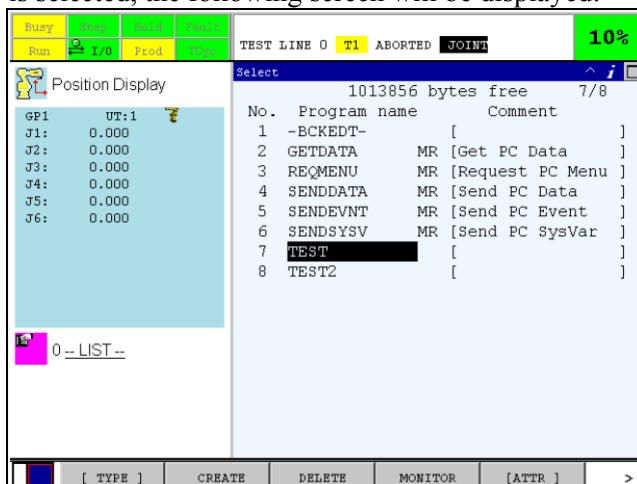 is selected, the following screen will be displayed.
Busy Step Hold Fault
Run I/O Prod TCyc
TEST LINE 0 T1 ABORTED JOINT
10%
Position Display
GP1 UT:1
J1: 0.000
J2: 0.000
J3: 0.000
J4: 0.000
J5: 0.000
J6: 0.000
0 -- LIST --
Select
1013856 bytes free 7/8
No. Program name Comment
1 -BCKEDT- [ ]
2 GETDATA MR [Get PC Data ]
3 REQMENU MR [Request PC Menu ]
4 SENDDATA MR [Send PC Data ]
5 SENDEVNT MR [Send PC Event ]
6 SENDSYSV MR [Send PC SysVar ]
7 TEST [ ]
8 TEST2 [ ]
[ TYPE ] CREATE DELETE MONITOR [ATTR ] >